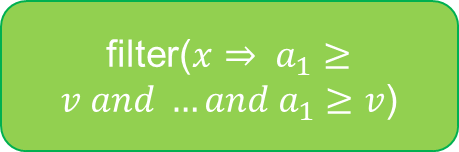 filter(x ⇒ a₁ ≥
v and …and a₁ ≥ v)